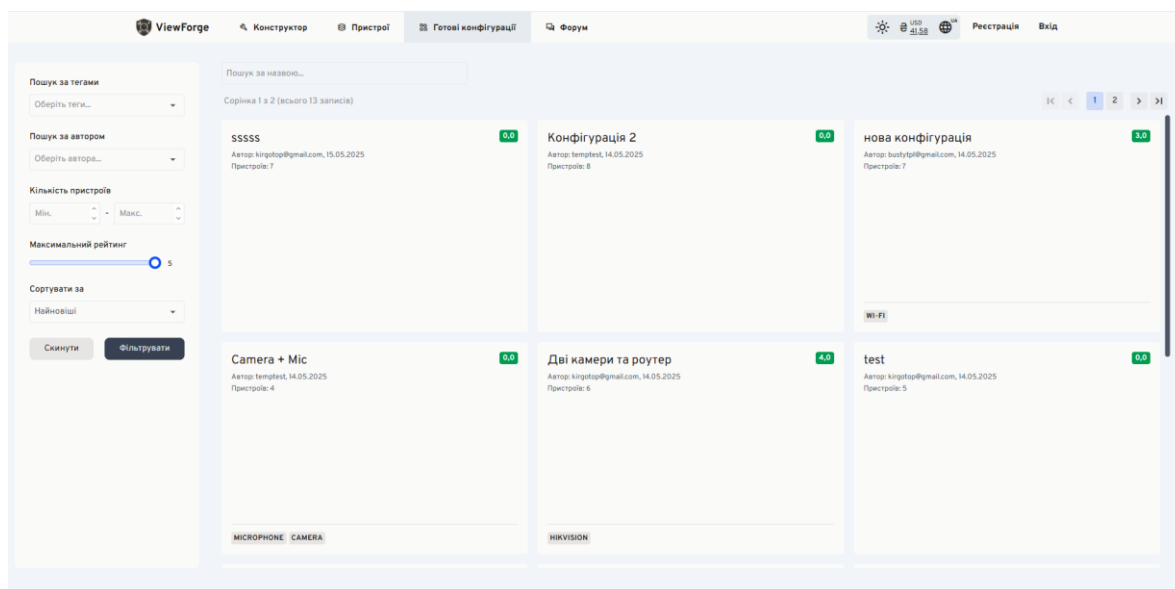 ViewForge
Конструктор
Пристрої
Готові конфігурації
Форум
₴ USD 41.58
UA
Реєстрація
Вхід
Пошук за тегами
Оберіть теги...
Пошук за автором
Оберіть автора...
Кількість пристроїв
Мін. - Макс.
Максимальний рейтинг
5
Сортувати за
Найновіші
Скинути
Фільтрувати
Пошук за назвою...
Сорінка 1 з 2 (всього 13 записів)
1 2
sssss 0,0
Автор: kirgotop@gmail.com, 15.05.2025
Пристроїв: 7
Конфігурація 2 0,0
Автор: temptest, 14.05.2025
Пристроїв: 8
нова конфігурація 3,0
Автор: bustytpl@gmail.com, 14.05.2025
Пристроїв: 7
WI-FI
Camera + Mic 0,0
Автор: temptest, 14.05.2025
Пристроїв: 4
MICROPHONE CAMERA
Дві камери та роутер 4,0
Автор: kirgotop@gmail.com, 14.05.2025
Пристроїв: 6
HIKVISION
test 0,0
Автор: kirgotop@gmail.com, 14.05.2025
Пристроїв: 5